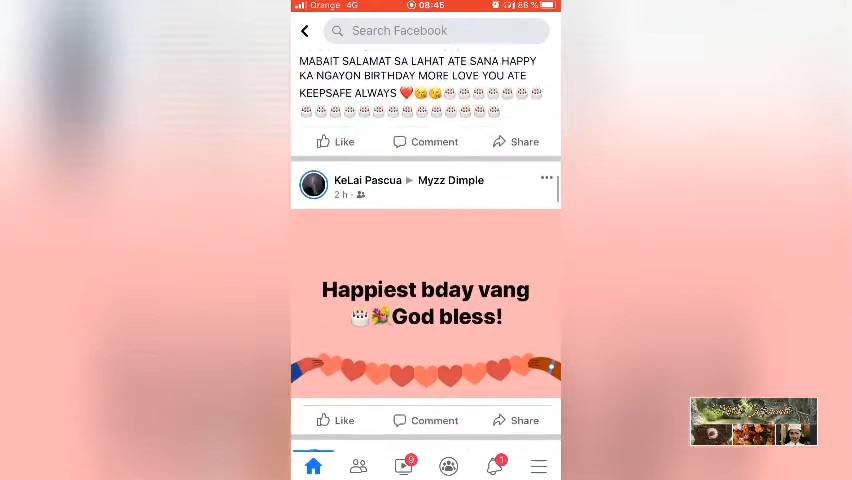 Orange 4G 08:45 88 %
Search Facebook
MABAIT SALAMAT SA LAHAT ATE SANA HAPPY
KA NGAYON BIRTHDAY MORE LOVE YOU ATE
KEEPSAFE ALWAYS ❤️😘😘🎂🎂🎂🎂🎂🎂🎂
🎂🎂🎂🎂🎂🎂🎂🎂🎂🎂🎂🎂🎂🎂
Like Comment Share
KeLai Pascua ▶ Myzz Dimple
2 h ·
Happiest bday vang
🎂💐God bless!
Like Comment Share
9 1